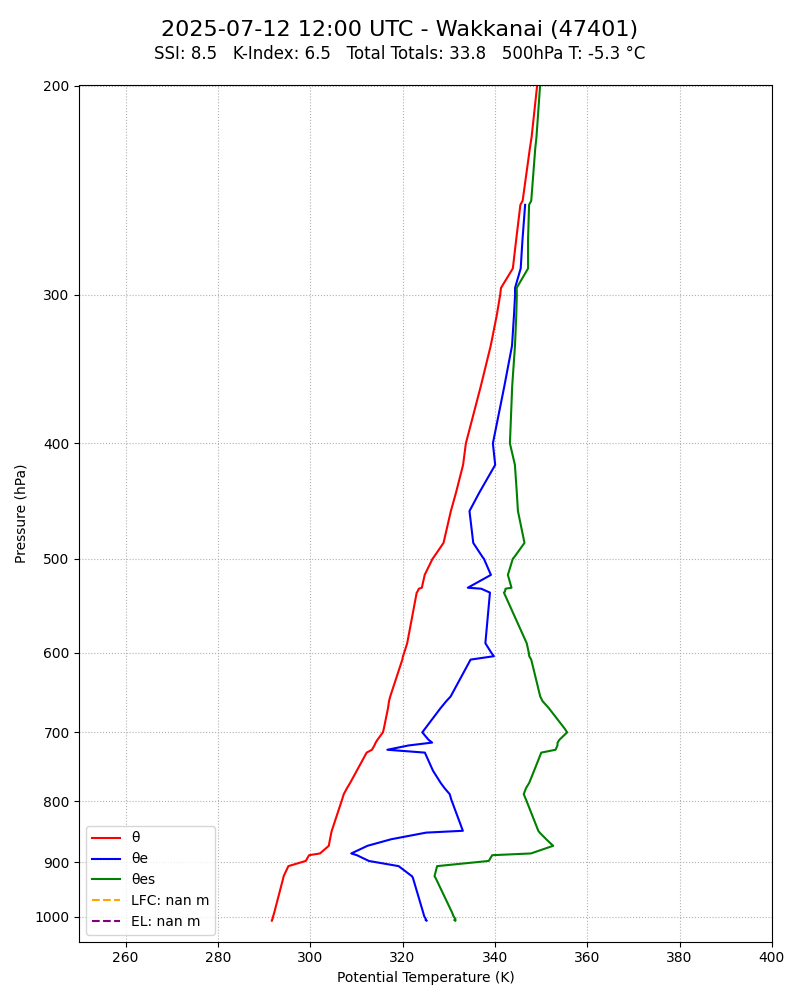 2025-07-12 12:00 UTC - Wakkanai (47401)
SSI: 8.5 K-Index: 6.5 Total Totals: 33.8 500hPa T: -5.3 °C
200
300
400
500
600
700
800
900
1000
Pressure (hPa)
θ
θe
θes
LFC: nan m
EL: nan m
260 280 300 320 340 360 380 400
Potential Temperature (K)